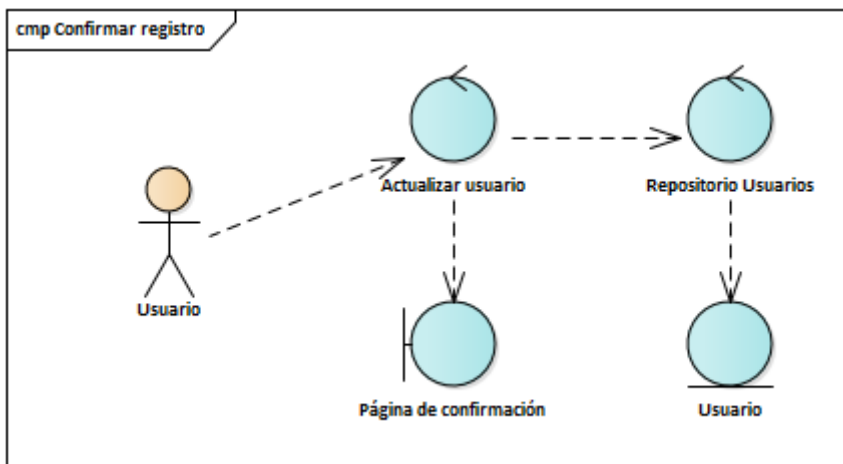 cmp Confirmar registro
Actualizar usuario
Repositorio Usuarios
Usuario
Página de confirmación
Usuario